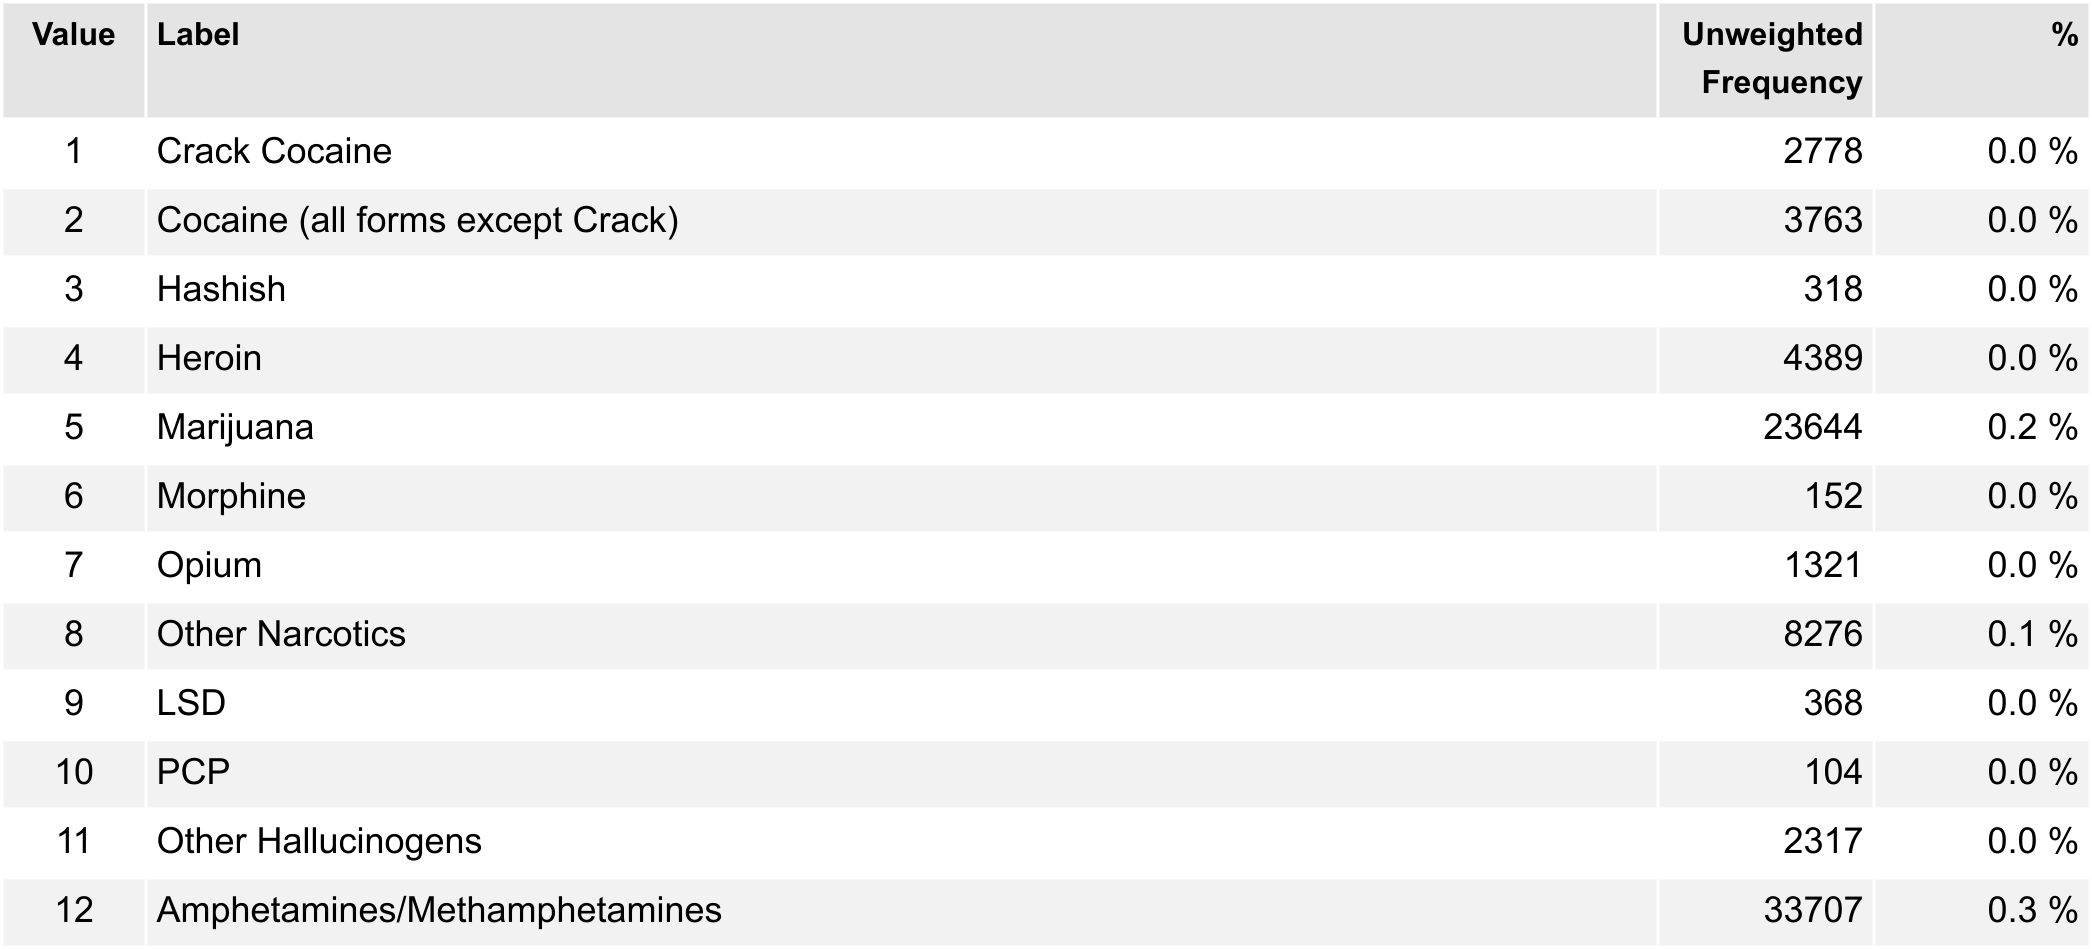 Value Label Unweighted Frequency %
1 Crack Cocaine 2778 0.0 %
2 Cocaine (all forms except Crack) 3763 0.0 %
3 Hashish 318 0.0 %
4 Heroin 4389 0.0 %
5 Marijuana 23644 0.2 %
6 Morphine 152 0.0 %
7 Opium 1321 0.0 %
8 Other Narcotics 8276 0.1 %
9 LSD 368 0.0 %
10 PCP 104 0.0 %
11 Other Hallucinogens 2317 0.0 %
12 Amphetamines/Methamphetamines 33707 0.3 %